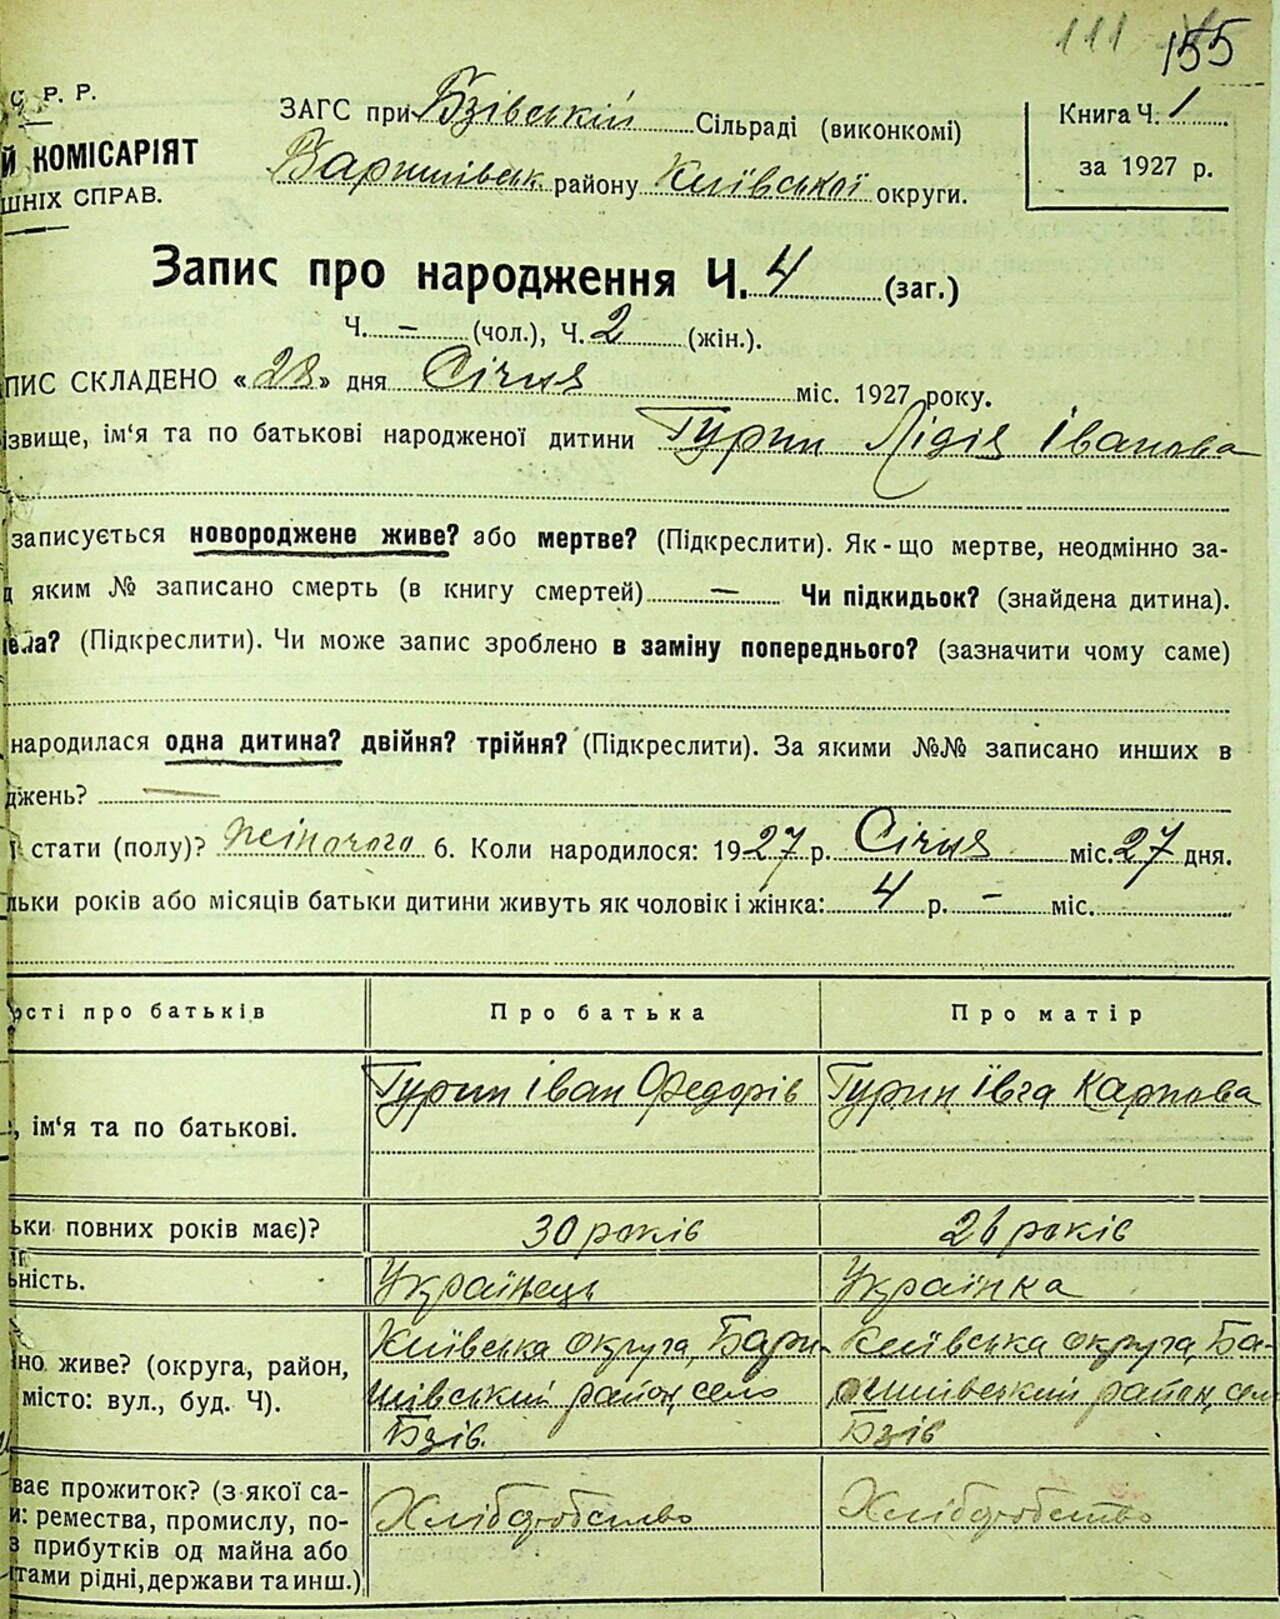 111 155
С. Р. Р.
ЗАГС при Бзівській Сільраді (виконкомі)
Книга Ч. 1
Й КОМІСАРІЯТ
Баришівськ. району Київської округи.
за 1927 р.
ШНІХ СПРАВ.
Запис про народження Ч. 4 (заг.)
Ч. – (чол.), Ч. 2 (жін.).
ПИС СКЛАДЕНО «28» дня Січня міс. 1927 року.
ізвище, ім'я та по батькові народженої дитини Гурин Лідія Іванова
записується новороджене живе? або мертве? (Підкреслити). Як-що мертве, неодмінно за-
д яким № записано смерть (в книгу смертей) – Чи підкидьок? (знайдена дитина).
ела? (Підкреслити). Чи може запис зроблено в заміну попереднього? (зазначити чому саме)
народилася одна дитина? двійня? трійня? (Підкреслити). За якими №№ записано инших в
джень? —
ї стати (полу)? жіночого 6. Коли народилося: 1927 р. Січня міс. 27 дня.
льки років або місяців батьки дитини живуть як чоловік і жінка: 4 р. – міс.
ості про батьків Про батька Про матір
Гурин Іван Федорів Гурин Ївга Карпова
, ім'я та по батькові.
ьки повних років має)? 30 років 26 років
ьність. Українець Українка
Київська округа, Бари- Київська округа, Ба-
но живе? (округа, район,
шівський район, село ришівський район, сел
місто: вул., буд. Ч).
Бзів. Бзів
ває прожиток? (з якої са-
и: ремества, промислу, по- Хліборобство Хліборобство
з прибутків од майна або
тами рідні, держави та инш.)